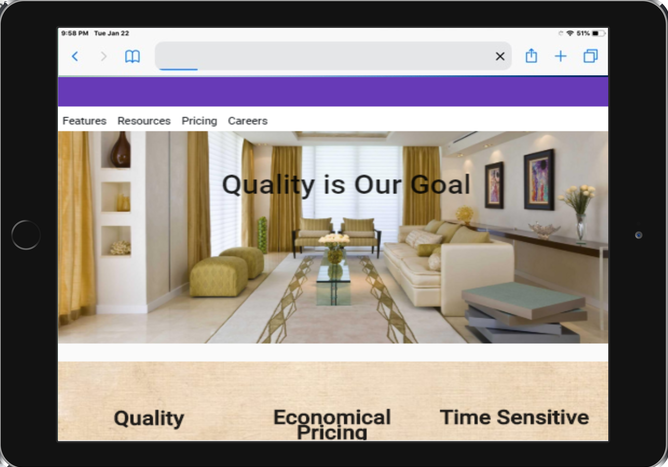 9:58 PM Tue Jan 22 51%
Features Resources Pricing Careers
Quality is Our Goal
Quality Economical Time Sensitive
Pricing